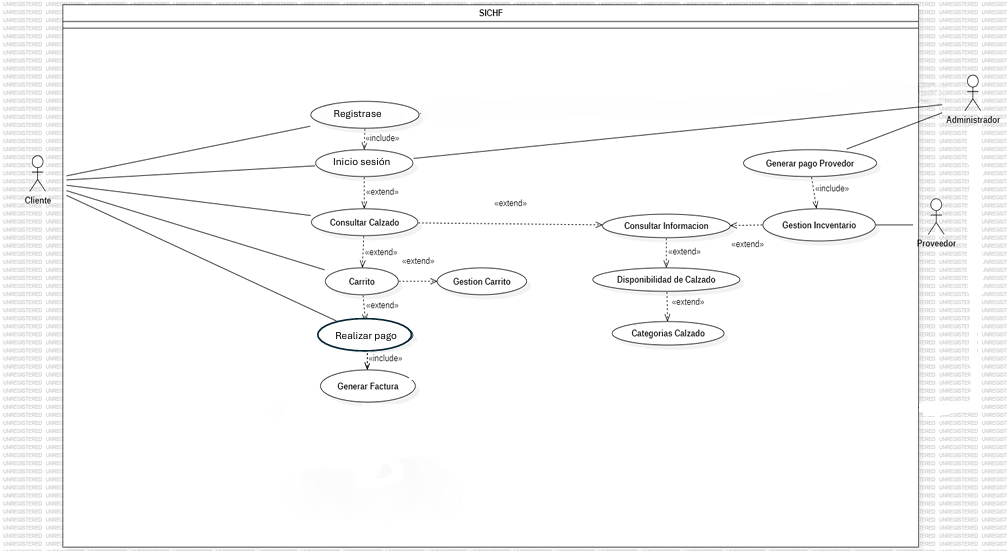 SICHF
Registrase
«include»
Administrador
Inicio sesión
Generar pago Provedor
Cliente
«extend»
«include»
«extend»
Consultar Calzado
Consultar Informacion
Gestion Incventario
Proveedor
«extend»
«extend»
«extend»
«extend»
Carrito
Gestion Carrito
Disponibilidad de Calzado
«extend»
«extend»
Realizar pago
Categorias Calzado
«include»
Generar Factura
UNREGISTERED